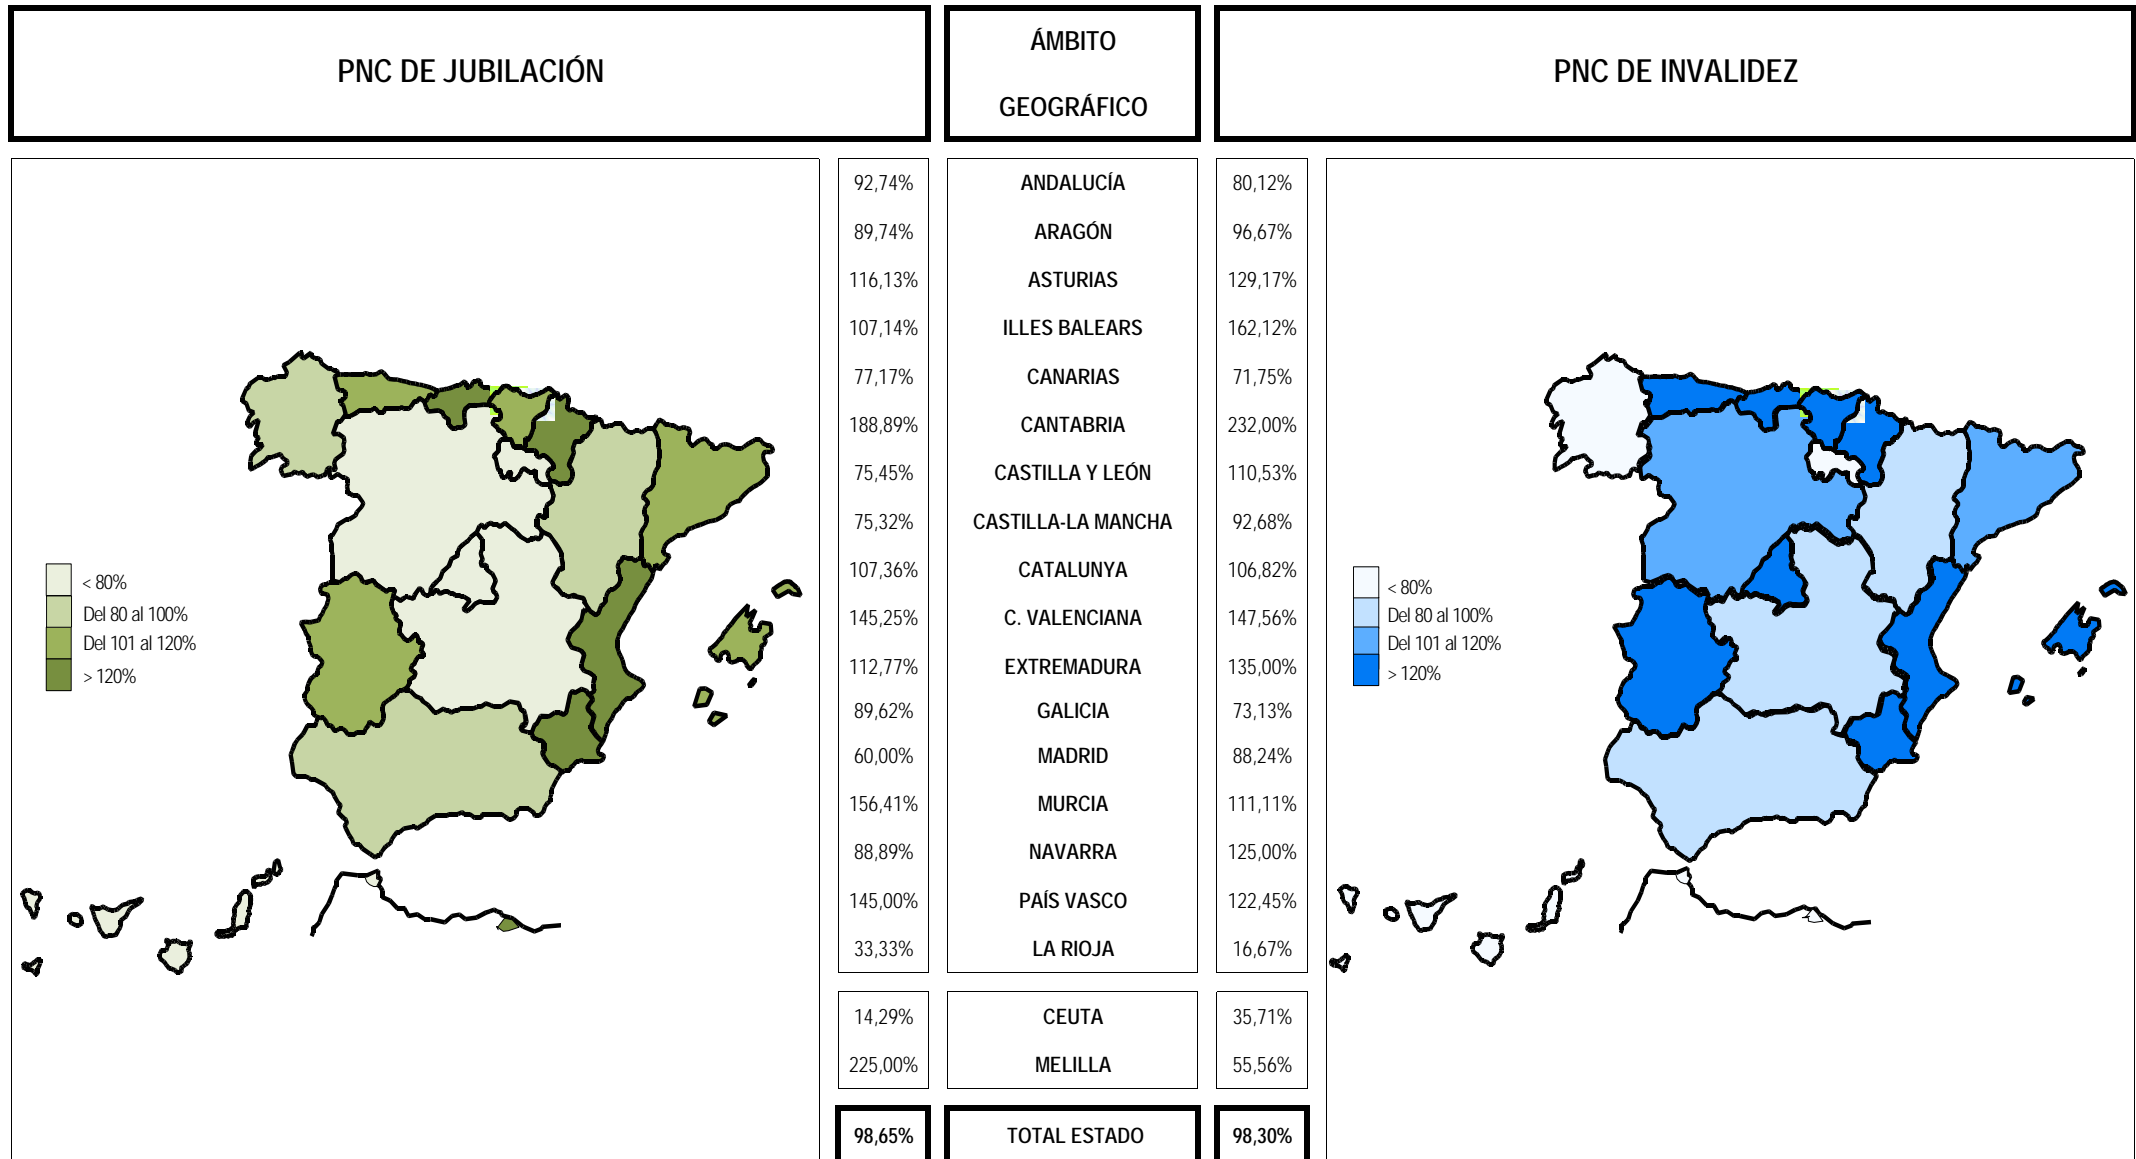 PNC DE JUBILACIÓN
ÁMBITO
GEOGRÁFICO
PNC DE INVALIDEZ
92,74% ANDALUCÍA 80,12%
89,74% ARAGÓN 96,67%
116,13% ASTURIAS 129,17%
107,14% ILLES BALEARS 162,12%
77,17% CANARIAS 71,75%
188,89% CANTABRIA 232,00%
75,45% CASTILLA Y LEÓN 110,53%
75,32% CASTILLA-LA MANCHA 92,68%
107,36% CATALUNYA 106,82%
145,25% C. VALENCIANA 147,56%
112,77% EXTREMADURA 135,00%
89,62% GALICIA 73,13%
60,00% MADRID 88,24%
156,41% MURCIA 111,11%
88,89% NAVARRA 125,00%
145,00% PAÍS VASCO 122,45%
33,33% LA RIOJA 16,67%
14,29% CEUTA 35,71%
225,00% MELILLA 55,56%
98,65% TOTAL ESTADO 98,30%
< 80%
Del 80 al 100%
Del 101 al 120%
> 120%
< 80%
Del 80 al 100%
Del 101 al 120%
> 120%